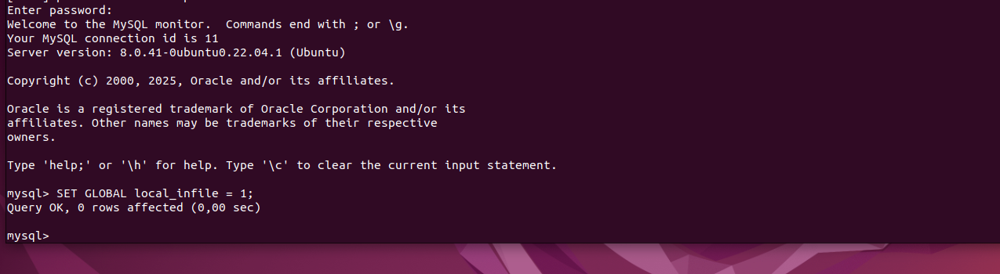 Enter password:
Welcome to the MySQL monitor.  Commands end with ; or \g.
Your MySQL connection id is 11
Server version: 8.0.41-0ubuntu0.22.04.1 (Ubuntu)
Copyright (c) 2000, 2025, Oracle and/or its affiliates.
Oracle is a registered trademark of Oracle Corporation and/or its
affiliates. Other names may be trademarks of their respective
owners.
Type 'help;' or '\h' for help. Type '\c' to clear the current input statement.
mysql> SET GLOBAL local_infile = 1;
Query OK, 0 rows affected (0,00 sec)
mysql>